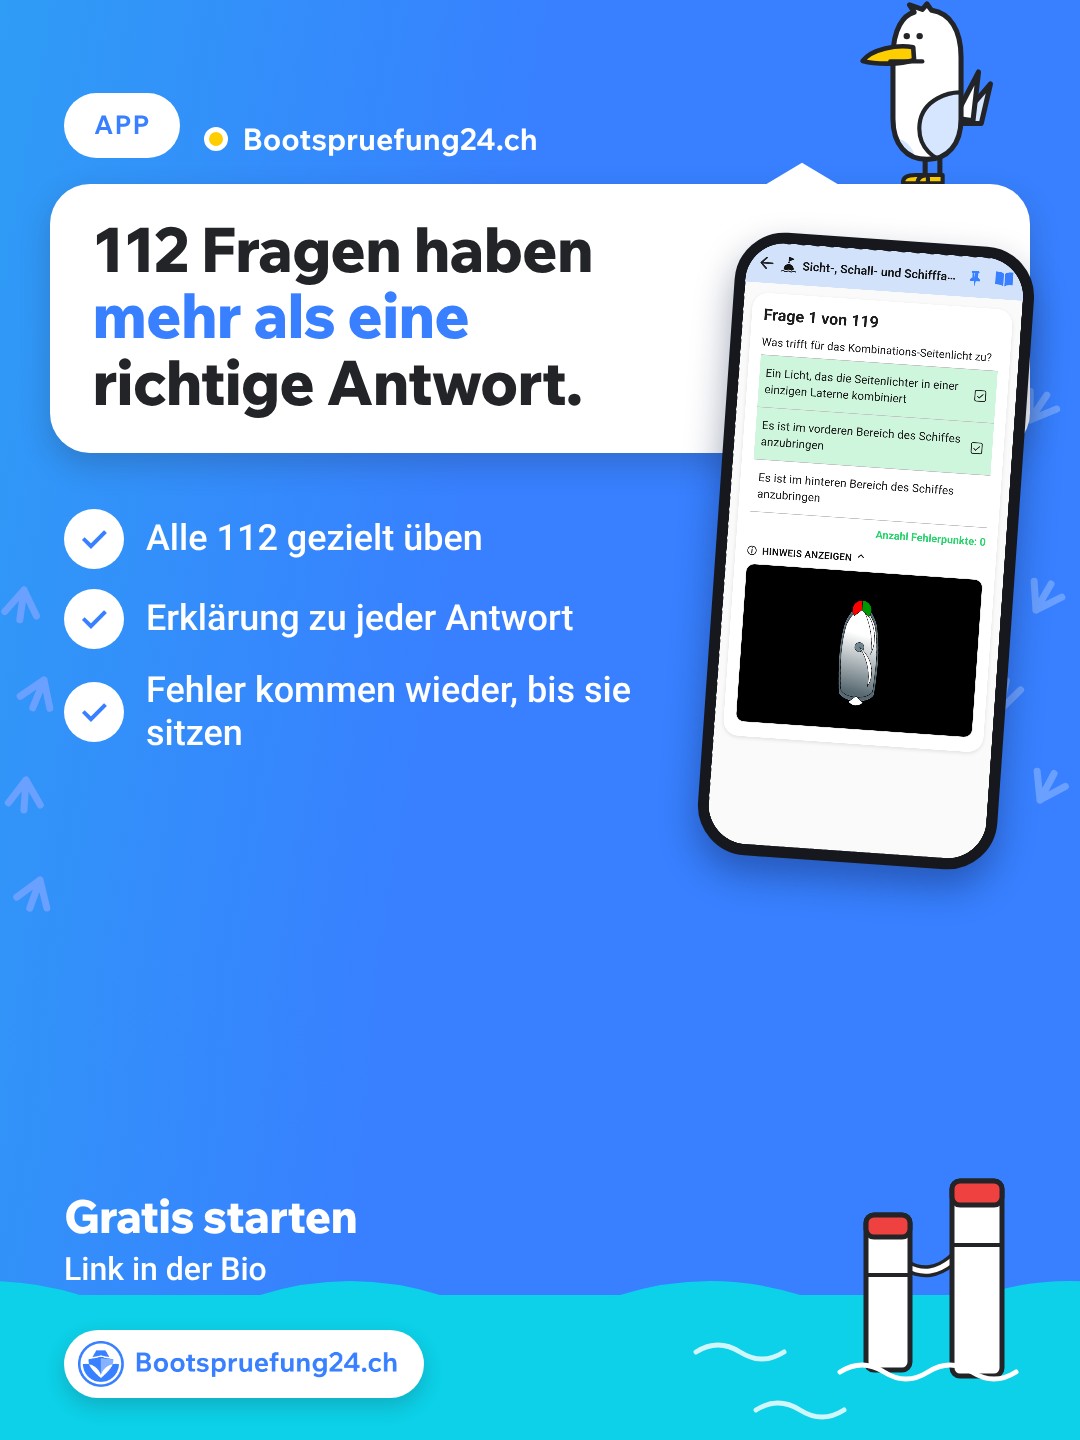 APP
Bootspruefung24.ch
112 Fragen haben
mehr als eine
richtige Antwort.
Alle 112 gezielt üben
Erklärung zu jeder Antwort
Fehler kommen wieder, bis sie
sitzen
Sicht-, Schall- und Schifffa...
Frage 1 von 119
Was trifft für das Kombinations-Seitenlicht zu?
Ein Licht, das die Seitenlichter in einer
einzigen Laterne kombiniert
Es ist im vorderen Bereich des Schiffes
anzubringen
Es ist im hinteren Bereich des Schiffes
anzubringen
Anzahl Fehlerpunkte: 0
HINWEIS ANZEIGEN
Gratis starten
Link in der Bio
Bootspruefung24.ch